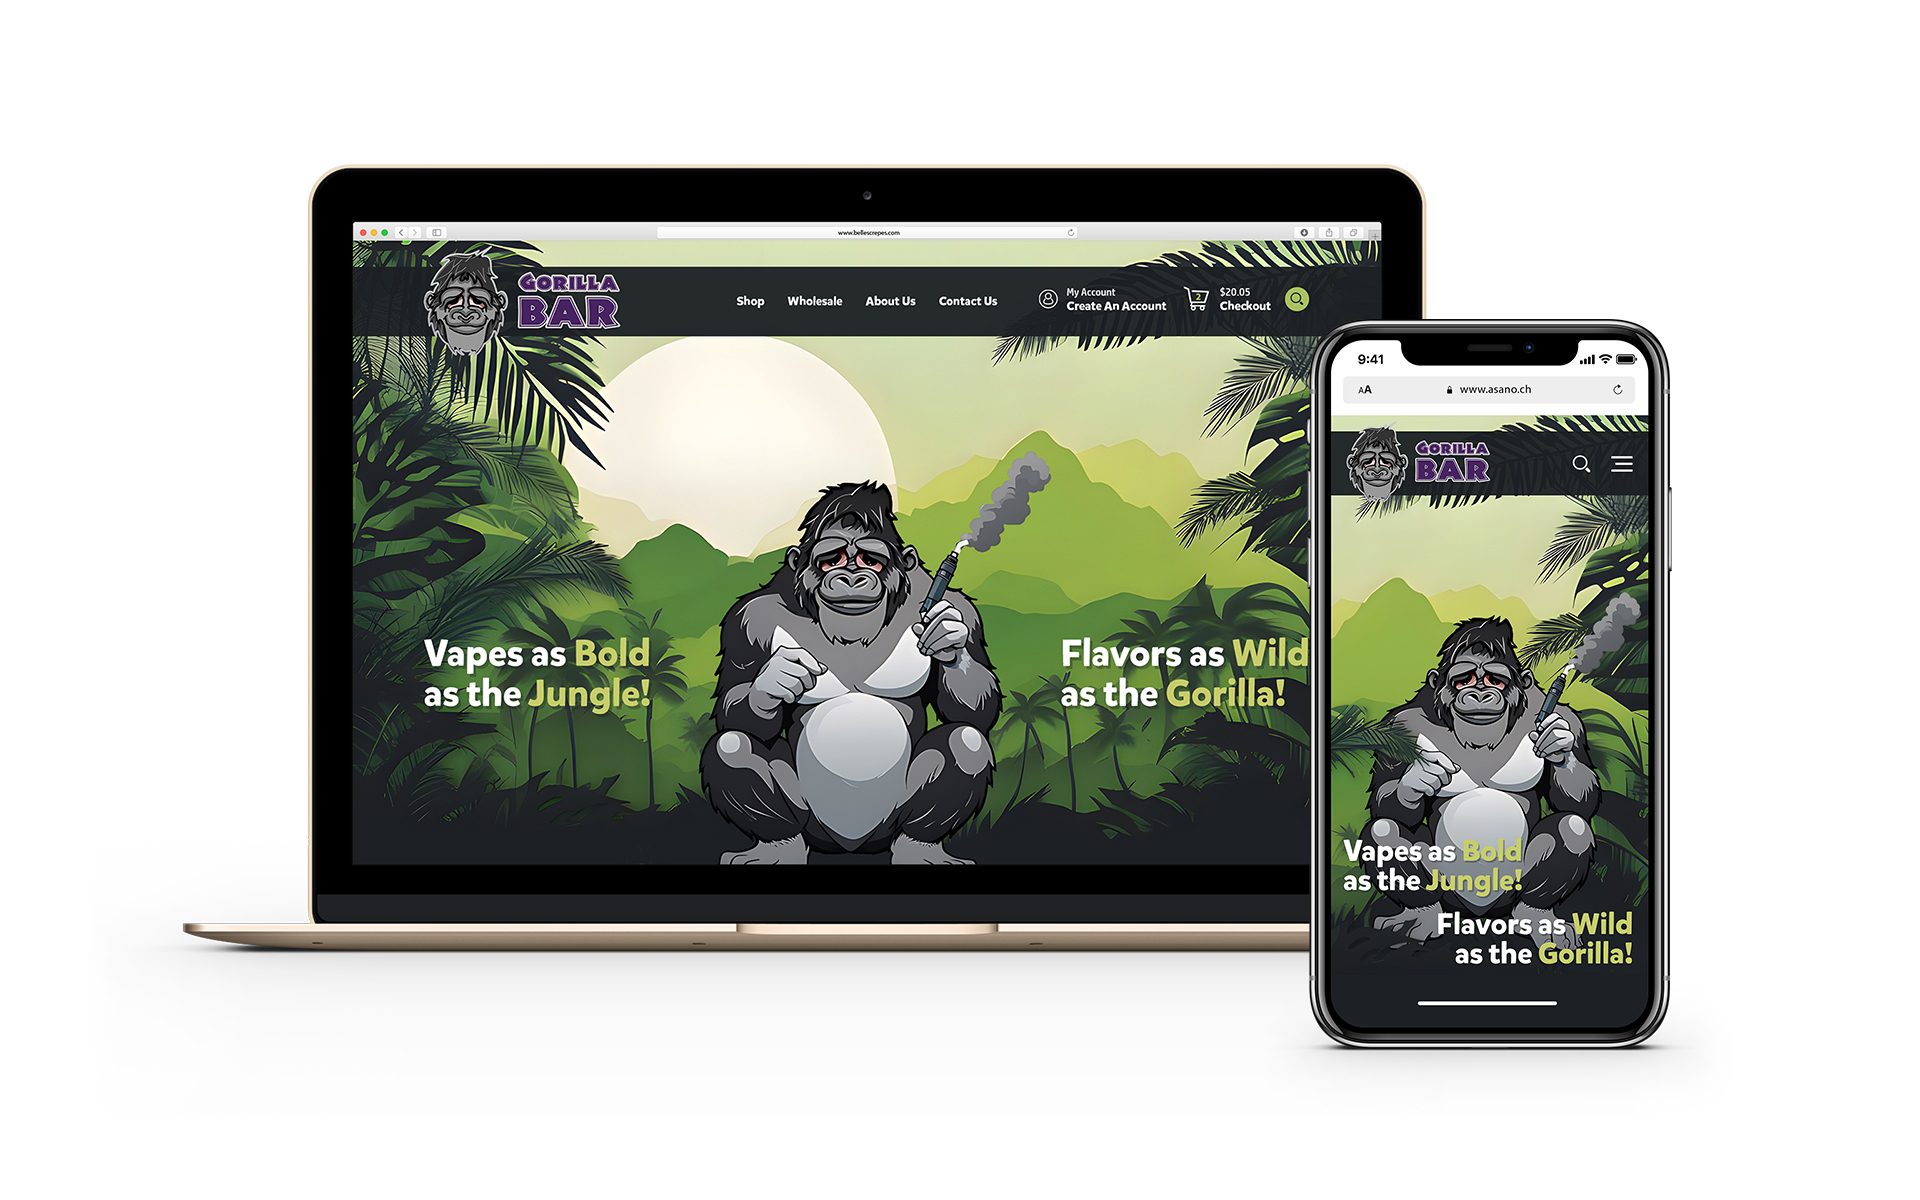 www.bellescrepes.com
GORILLA
BAR
Shop
Wholesale
About Us
Contact Us
My Account
Create An Account
2
$20.05
Checkout
Vapes as Bold
as the Jungle!
Flavors as Wild
as the Gorilla!
9:41
AA
www.asano.ch
GORILLA
BAR
Vapes as Bold
as the Jungle!
Flavors as Wild
as the Gorilla!